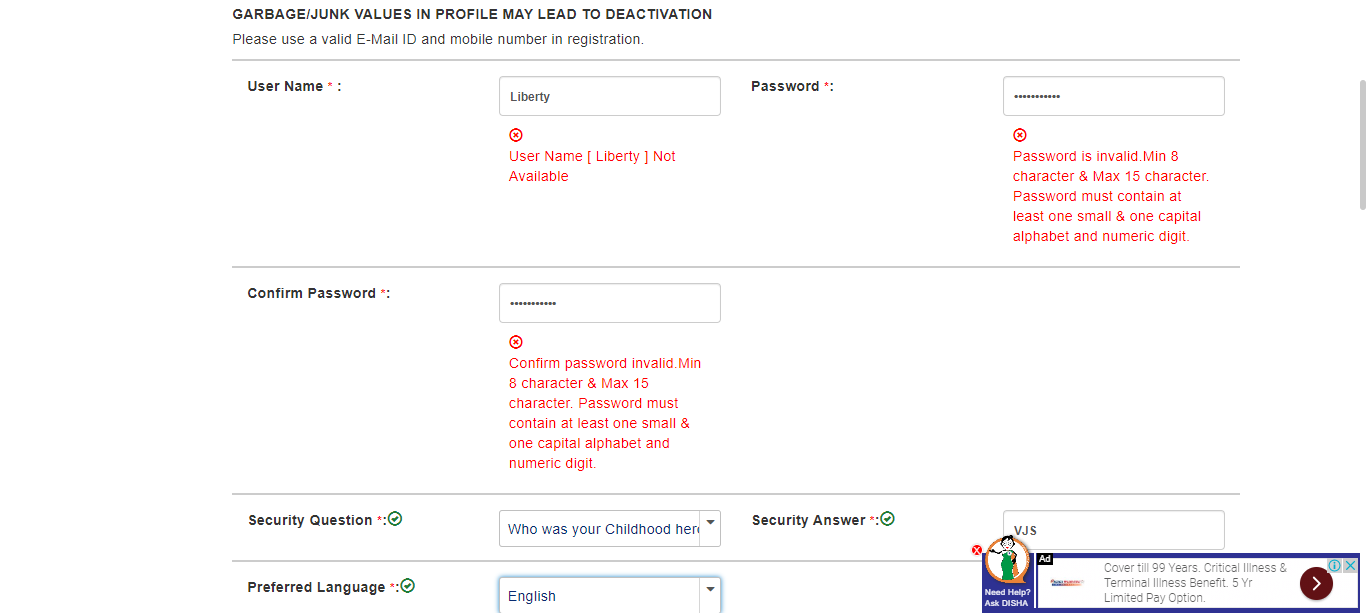 GARBAGE/JUNK VALUES IN PROFILE MAY LEAD TO DEACTIVATION
Please use a valid E-Mail ID and mobile number in registration.
User Name * :
Liberty
User Name [ Liberty ] Not
Available
Password *:
•••••••••••
Password is invalid.Min 8
character & Max 15 character.
Password must contain at
least one small & one capital
alphabet and numeric digit.
Confirm Password *:
•••••••••••
Confirm password invalid.Min
8 character & Max 15
character. Password must
contain at least one small &
one capital alphabet and
numeric digit.
Security Question *:
Who was your Childhood her
Security Answer *:
VJS
Preferred Language *:
English
Need Help?
Ask DISHA
Ad
Cover till 99 Years. Critical Illness &
Terminal Illness Benefit. 5 Yr
Limited Pay Option.